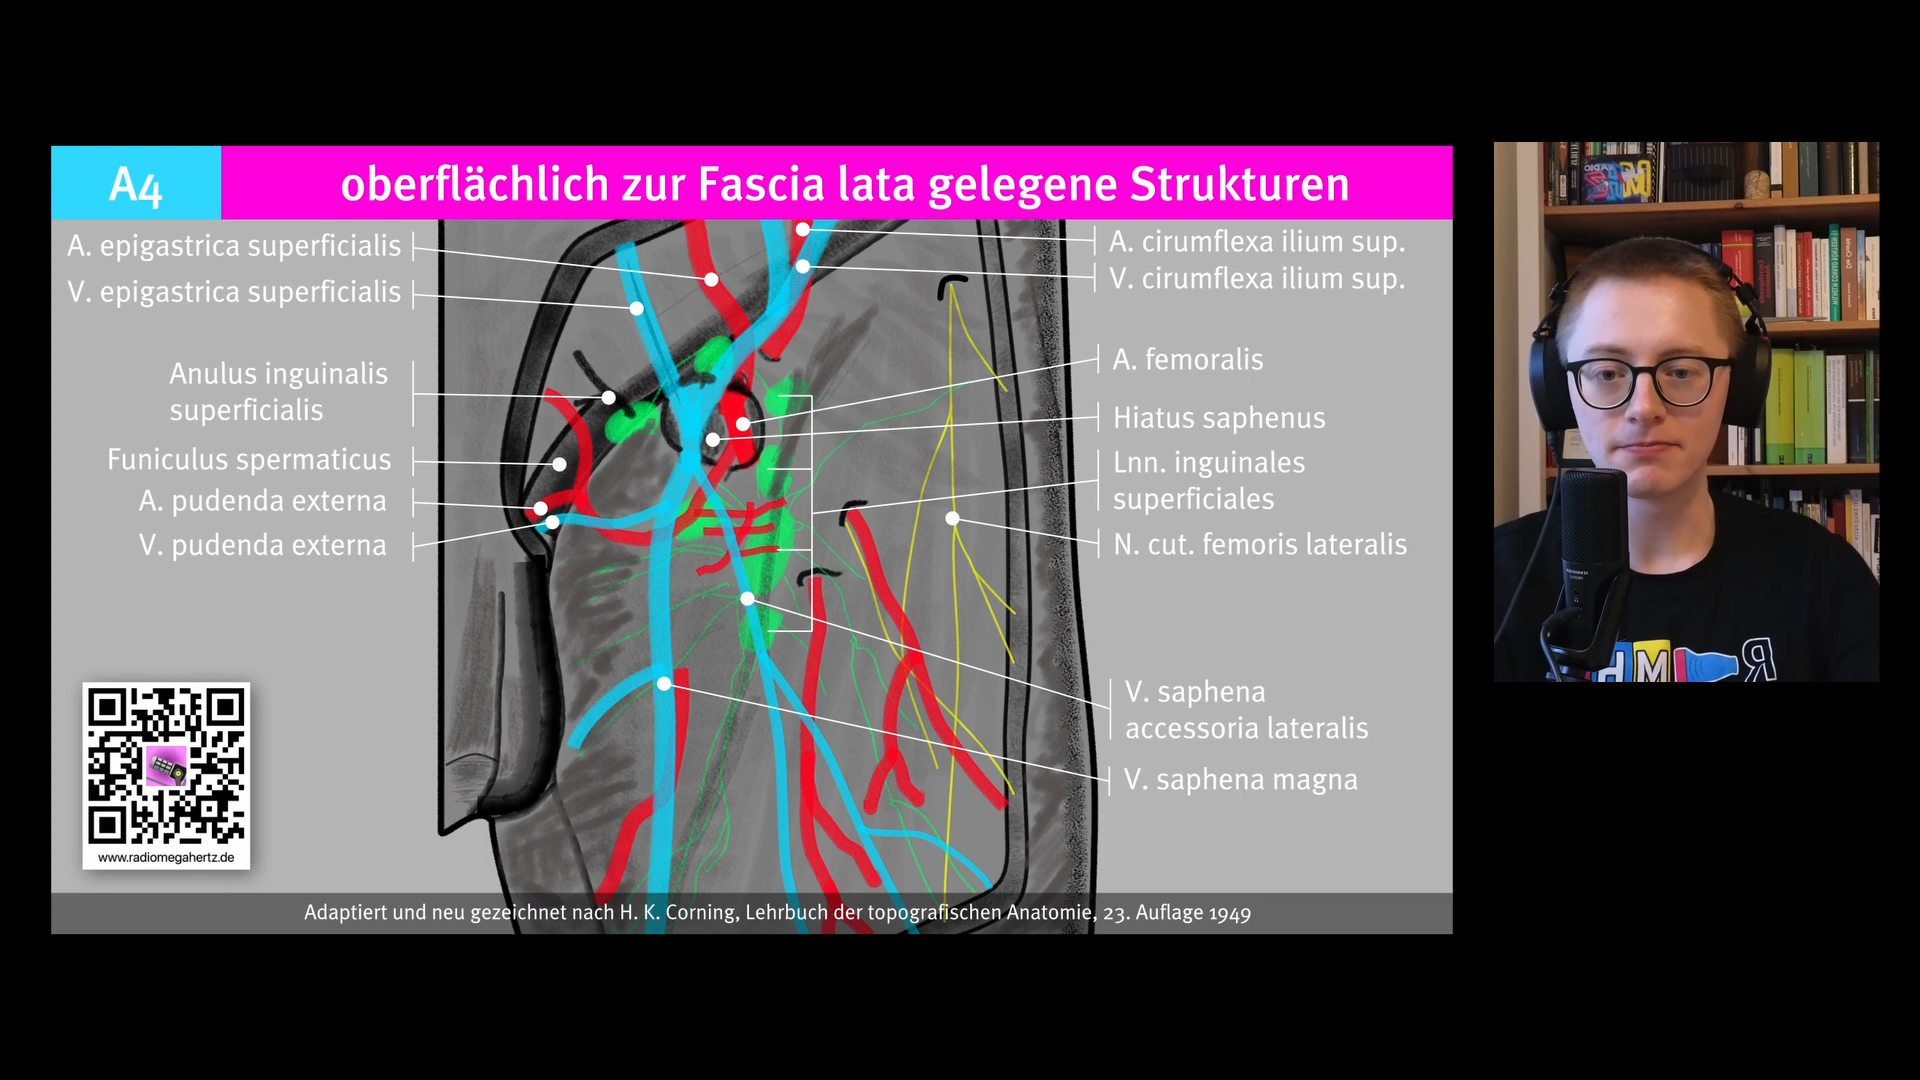 A4
oberflächlich zur Fascia lata gelegene Strukturen
A. epigastrica superficialis
V. epigastrica superficialis
Anulus inguinalis
superficialis
Funiculus spermaticus
A. pudenda externa
V. pudenda externa
A. cirumflexa ilium sup.
V. cirumflexa ilium sup.
A. femoralis
Hiatus saphenus
Lnn. inguinales
superficiales
N. cut. femoris lateralis
V. saphena
accessoria lateralis
V. saphena magna
www.radiomegahertz.de
Adaptiert und neu gezeichnet nach H. K. Corning, Lehrbuch der topografischen Anatomie, 23. Auflage 1949